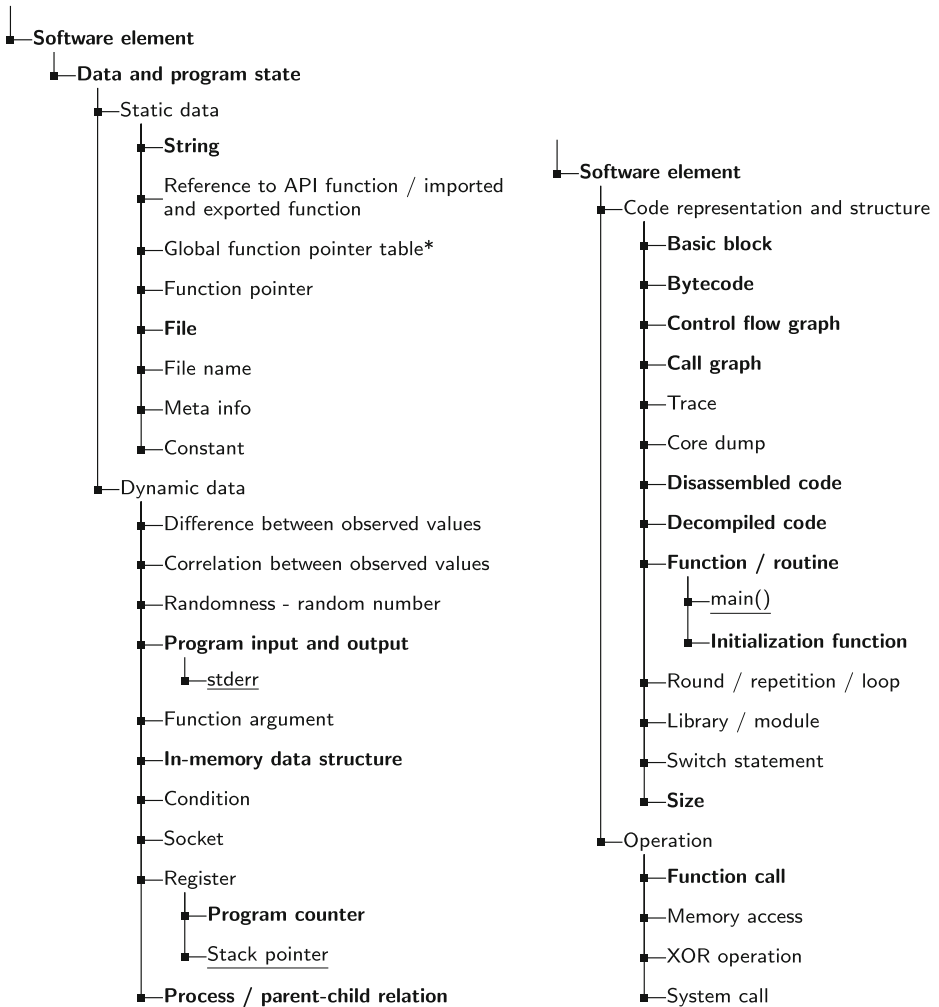 Software element
Data and program state
Static data
String
Reference to API function / imported
and exported function
Global function pointer table*
Function pointer
File
File name
Meta info
Constant
Dynamic data
Difference between observed values
Correlation between observed values
Randomness - random number
Program input and output
stderr
Function argument
In-memory data structure
Condition
Socket
Register
Program counter
Stack pointer
Process / parent-child relation
Software element
Code representation and structure
Basic block
Bytecode
Control flow graph
Call graph
Trace
Core dump
Disassembled code
Decompiled code
Function / routine
main()
Initialization function
Round / repetition / loop
Library / module
Switch statement
Size
Operation
Function call
Memory access
XOR operation
System call